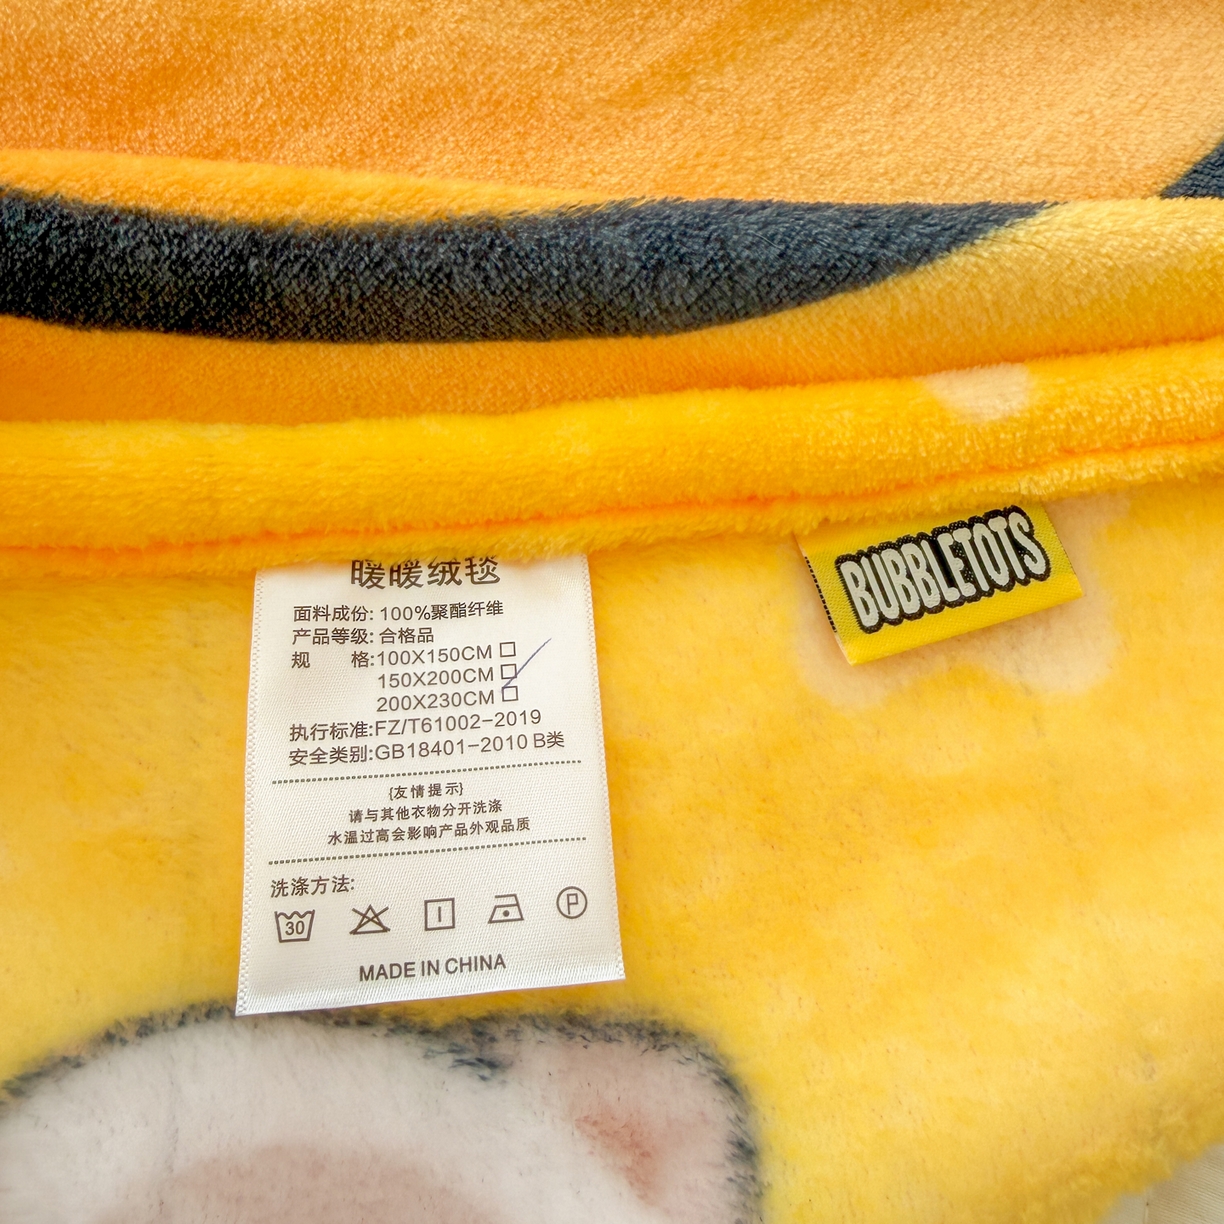 暖暖绒毯
面料成份: 100%聚酯纤维
产品等级: 合格品
规 格:100X150CM
150X200CM
200X230CM
执行标准:FZ/T61002-2019
安全类别:GB18401-2010 B类
{友情提示}
请与其他衣物分开洗涤
水温过高会影响产品外观品质
洗涤方法:
30
P
MADE IN CHINA
BUBBLETOTS